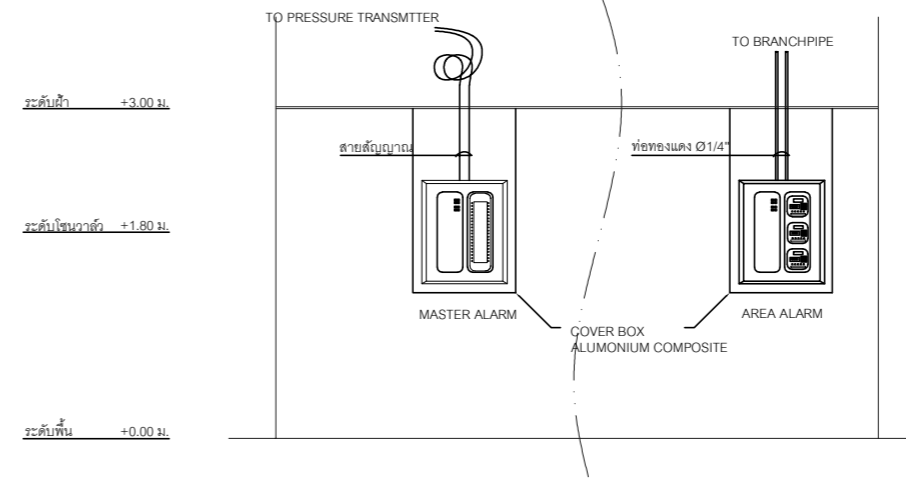 TO PRESSURE TRANSMTTER
TO BRANCHPIPE
ระดับฝ้า +3.00 ม.
สายสัญญาณ
ท่อทองแดง Ø1/4"
ระดับโซนวาล์ว +1.80 ม.
MASTER ALARM
AREA ALARM
COVER BOX
ALUMONIUM COMPOSITE
ระดับพื้น +0.00 ม.